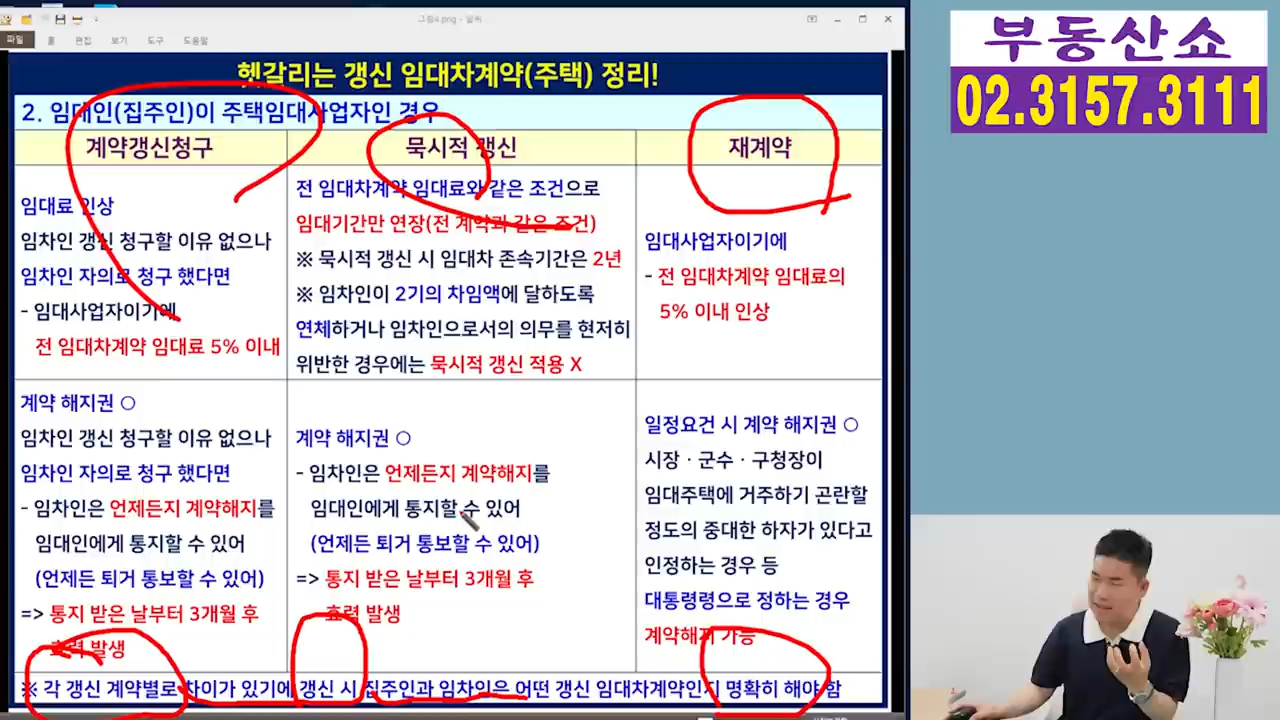 그림4.png - 알씨
파일 홀 편집 보기 도구 도움말
부동산쇼
02.3157.3111
헷갈리는 갱신 임대차계약(주택) 정리!
2. 임대인(집주인)이 주택임대사업자인 경우
계약갱신청구
임대료 인상
임차인 갱신 청구할 이유 없으나
임차인 자의로 청구 했다면
- 임대사업자이기에
전 임대차계약 임대료 5% 이내
계약 해지권 ○
임차인 갱신 청구할 이유 없으나
임차인 자의로 청구 했다면
- 임차인은 언제든지 계약해지를
임대인에게 통지할 수 있어
(언제든 퇴거 통보할 수 있어)
=> 통지 받은 날부터 3개월 후
효력 발생
묵시적 갱신
전 임대차계약 임대료와 같은 조건으로
임대기간만 연장(전 계약과 같은 조건)
※ 묵시적 갱신 시 임대차 존속기간은 2년
※ 임차인이 2기의 차임액에 달하도록
연체하거나 임차인으로서의 의무를 현저히
위반한 경우에는 묵시적 갱신 적용 X
계약 해지권 ○
- 임차인은 언제든지 계약해지를
임대인에게 통지할 수 있어
(언제든 퇴거 통보할 수 있어)
=> 통지 받은 날부터 3개월 후
효력 발생
재계약
임대사업자이기에
- 전 임대차계약 임대료의
5% 이내 인상
일정요건 시 계약 해지권 ○
시장 · 군수 · 구청장이
임대주택에 거주하기 곤란할
정도의 중대한 하자가 있다고
인정하는 경우 등
대통령령으로 정하는 경우
계약해지 가능
※ 각 갱신 계약별로 차이가 있기에 갱신 시 집주인과 임차인은 어떤 갱신 임대차계약인지 명확히 해야 함